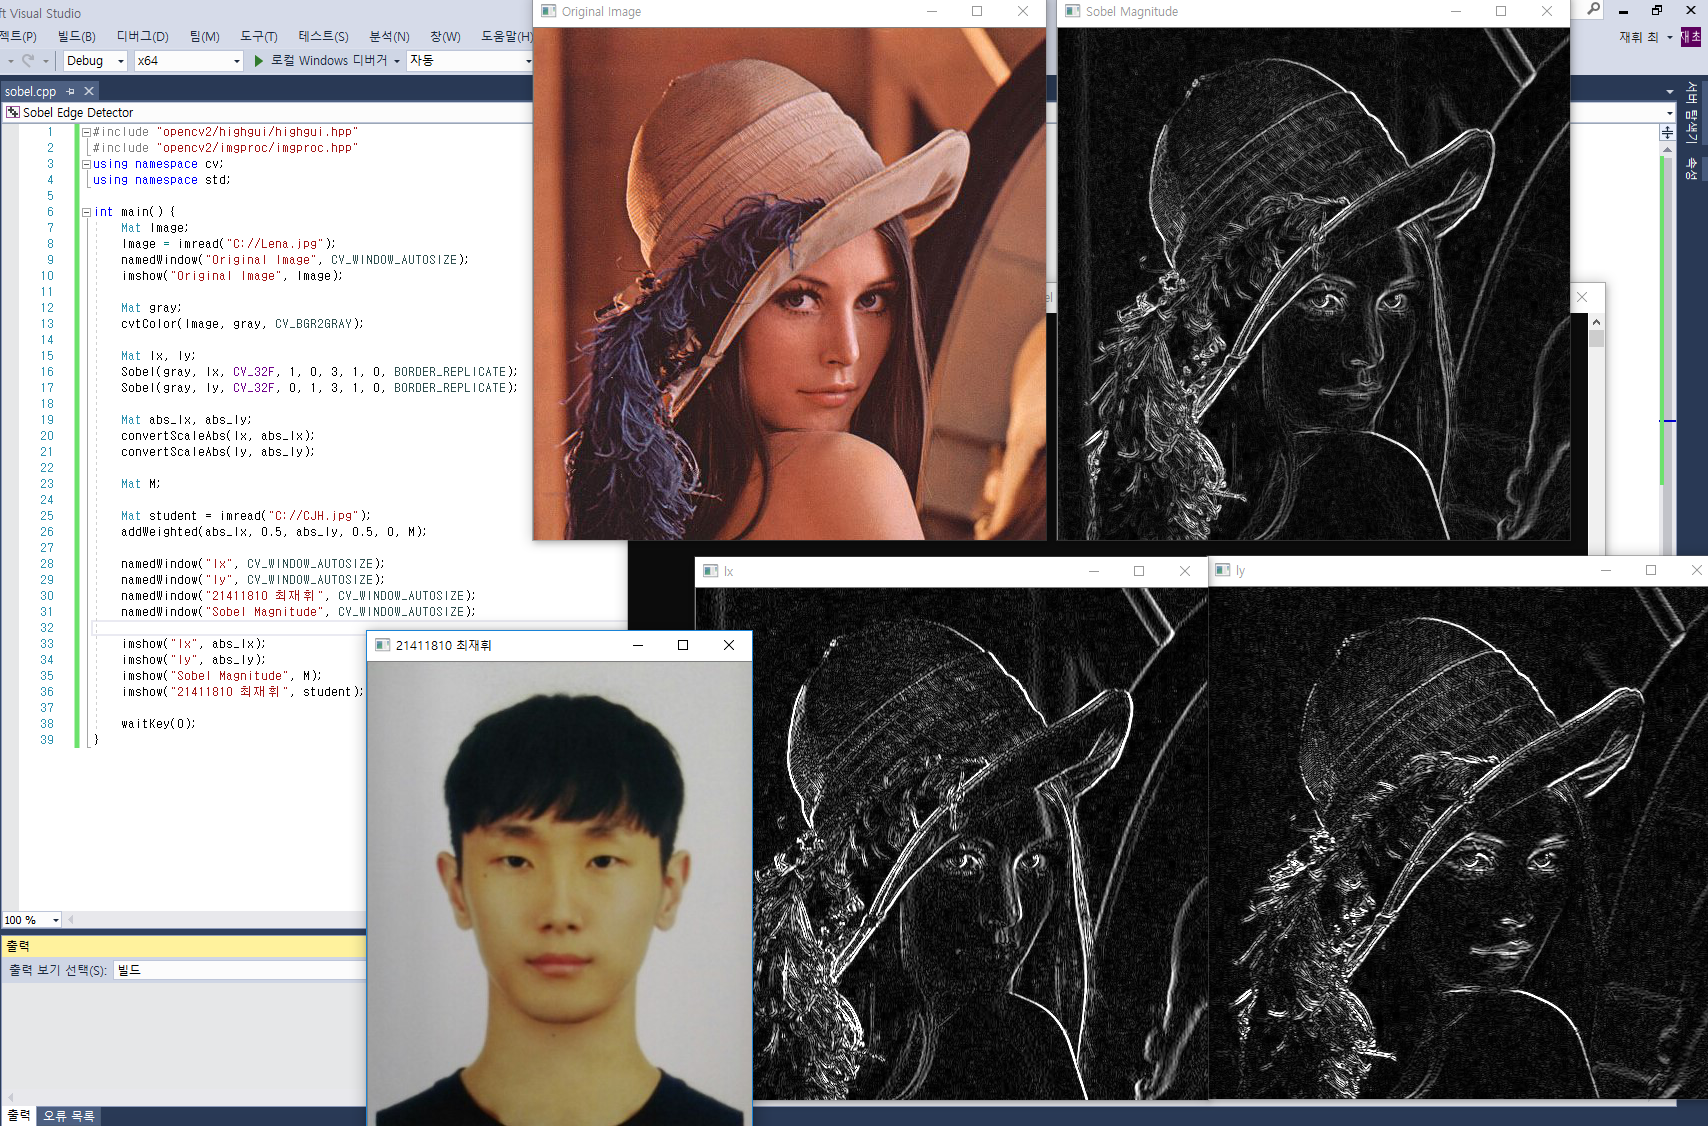 ft Visual Studio
젝트(P) 빌드(B) 디버그(D) 팀(M) 도구(T) 테스트(S) 분석(N) 창(W) 도움말(H)
재휘 최 재최
Debug x64 로컬 Windows 디버거 자동
sobel.cpp
Sobel Edge Detector
1 #include "opencv2/highgui/highgui.hpp"
2 #include "opencv2/imgproc/imgproc.hpp"
3 using namespace cv;
4 using namespace std;
5
6 int main() {
7 Mat Image;
8 Image = imread("C://Lena.jpg");
9 namedWindow("Original Image", CV_WINDOW_AUTOSIZE);
10 imshow("Original Image", Image);
11
12 Mat gray;
13 cvtColor(Image, gray, CV_BGR2GRAY);
14
15 Mat Ix, Iy;
16 Sobel(gray, Ix, CV_32F, 1, 0, 3, 1, 0, BORDER_REPLICATE);
17 Sobel(gray, Iy, CV_32F, 0, 1, 3, 1, 0, BORDER_REPLICATE);
18
19 Mat abs_Ix, abs_Iy;
20 convertScaleAbs(Ix, abs_Ix);
21 convertScaleAbs(Iy, abs_Iy);
22
23 Mat M;
24
25 Mat student = imread("C://CJH.jpg");
26 addWeighted(abs_Ix, 0.5, abs_Iy, 0.5, 0, M);
27
28 namedWindow("Ix", CV_WINDOW_AUTOSIZE);
29 namedWindow("Iy", CV_WINDOW_AUTOSIZE);
30 namedWindow("21411810 최재휘", CV_WINDOW_AUTOSIZE);
31 namedWindow("Sobel Magnitude", CV_WINDOW_AUTOSIZE);
32
33 imshow("Ix", abs_Ix);
34 imshow("Iy", abs_Iy);
35 imshow("Sobel Magnitude", M);
36 imshow("21411810 최재휘", student);
37
38 waitKey(0);
39 }
100 %
출력
출력 보기 선택(S): 빌드
출력 오류 목록
Original Image
Sobel Magnitude
el
Ix
Iy
21411810 최재휘
서버 탐색기
속성